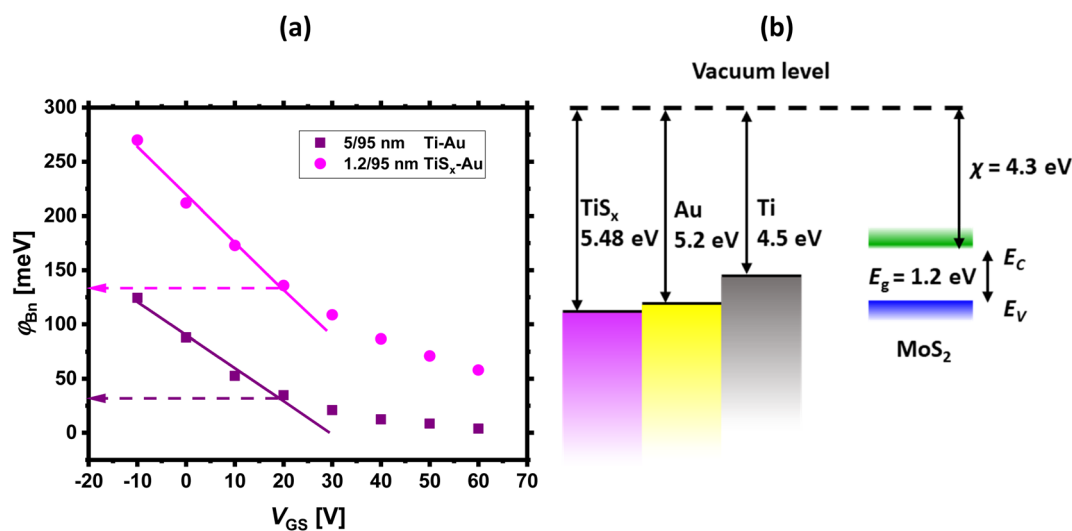 (a)
300
250
200
150
100
50
0
φBn [meV]
5/95 nm Ti-Au
1.2/95 nm TiSx-Au
-20 -10 0 10 20 30 40 50 60 70
VGS [V]
(b)
Vacuum level
TiSx
5.48 eV
Au
5.2 eV
Ti
4.5 eV
χ = 4.3 eV
EC
Eg = 1.2 eV
EV
MoS2